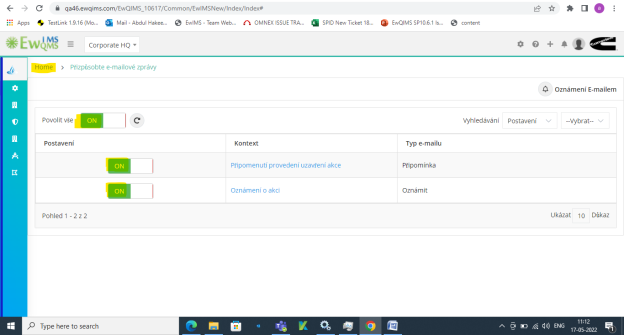 qa46.ewqims.com/EwQIMS_10617/Common/EwIMSNew/Index/Index#
Apps TestLink 1.9.16 (Mo... Mail - Abdul Hakee... EwIMS - Team Web... OMNEX ISSUE TRA... SPID New Ticket 18... EwQIMS SP10.6.1 Is... content
EwIMS QMS Corporate HQ
Home > Přizpůsobte e-mailové zprávy
Oznámení E-mailem
Povolit vše ON Vyhledávání Postavení --Vybrat--
Postavení Kontext Typ e-mailu
ON Připomenutí provedení uzavření akce Připomínka
ON Oznámení o akci Oznámit
Pohled 1 - 2 z 2 Ukázat 10 Důkaz
Type here to search ENG 11:12
17-05-2022